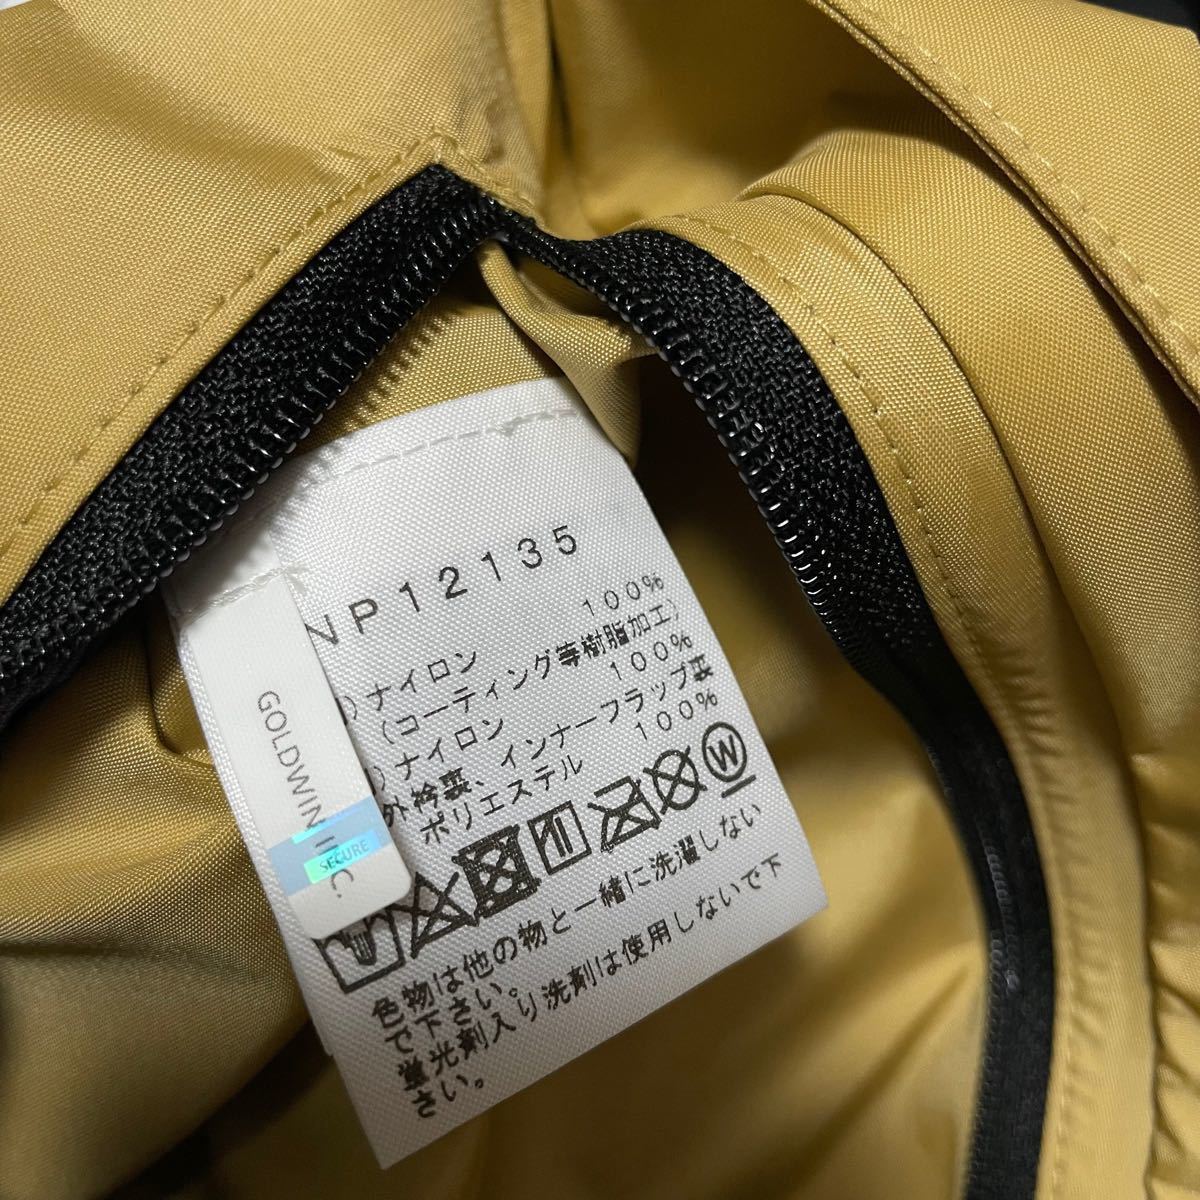 NP12135
)ナイロン 100%
(コーティング等樹脂加工)
)ナイロン 100%
外衿裏、インナーフラップ
ポリエステル 100%
W
色物は他の物と一緒に洗濯しない
で下さい。
蛍光剤入り洗剤は使用しないで下
さい。
GOLDWIN INC.
SECURE